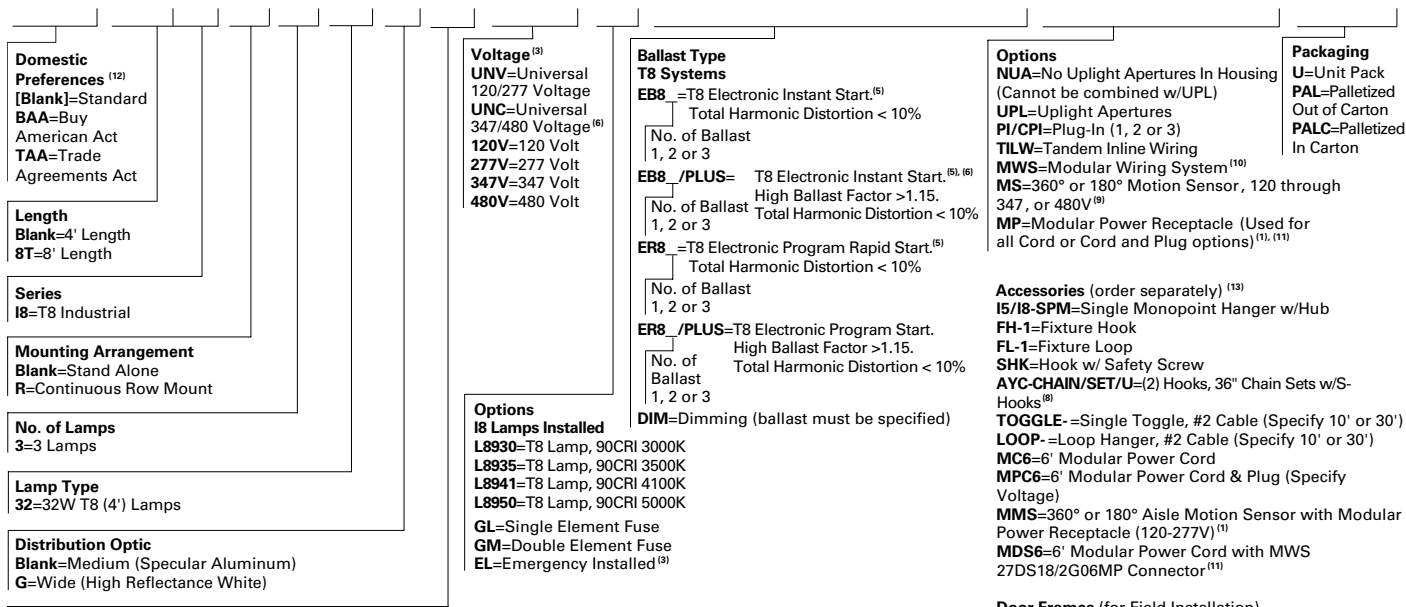 Domestic
Preferences (12)
[Blank]=Standard
BAA=Buy
American Act
TAA=Trade
Agreements Act
Length
Blank=4' Length
8T=8' Length
Series
I8=T8 Industrial
Mounting Arrangement
Blank=Stand Alone
R=Continuous Row Mount
No. of Lamps
3=3 Lamps
Lamp Type
32=32W T8 (4') Lamps
Distribution Optic
Blank=Medium (Specular Aluminum)
G=Wide (High Reflectance White)
Voltage (3)
UNV=Universal
120/277 Voltage
UNC=Universal
347/480 Voltage (6)
120V=120 Volt
277V=277 Volt
347V=347 Volt
480V=480 Volt
Options
I8 Lamps Installed
L8930=T8 Lamp, 90CRI 3000K
L8935=T8 Lamp, 90CRI 3500K
L8941=T8 Lamp, 90CRI 4100K
L8950=T8 Lamp, 90CRI 5000K
GL=Single Element Fuse
GM=Double Element Fuse
EL=Emergency Installed (3)
Ballast Type
T8 Systems
EB8_=T8 Electronic Instant Start. (5)
Total Harmonic Distortion < 10%
No. of Ballast
1, 2 or 3
EB8_/PLUS= T8 Electronic Instant Start. (5), (6)
High Ballast Factor >1.15.
No. of Ballast Total Harmonic Distortion < 10%
1, 2 or 3
ER8_=T8 Electronic Program Rapid Start. (5)
Total Harmonic Distortion < 10%
No. of Ballast
1, 2 or 3
ER8_/PLUS=T8 Electronic Program Start.
High Ballast Factor >1.15.
No. of Total Harmonic Distortion < 10%
Ballast
1, 2 or 3
DIM=Dimming (ballast must be specified)
Options
NUA=No Uplight Apertures In Housing
(Cannot be combined w/UPL)
UPL=Uplight Apertures
PI/CPI=Plug-In (1, 2 or 3)
TILW=Tandem Inline Wiring
MWS=Modular Wiring System (10)
MS=360° or 180° Motion Sensor, 120 through
347, or 480V (9)
MP=Modular Power Receptacle (Used for
all Cord or Cord and Plug options) (1), (11)
Accessories (order separately) (13)
I5/I8-SPM=Single Monopoint Hanger w/Hub
FH-1=Fixture Hook
FL-1=Fixture Loop
SHK=Hook w/ Safety Screw
AYC-CHAIN/SET/U=(2) Hooks, 36" Chain Sets w/S-
Hooks (8)
TOGGLE- =Single Toggle, #2 Cable (Specify 10' or 30')
LOOP- =Loop Hanger, #2 Cable (Specify 10' or 30')
MC6=6' Modular Power Cord
MPC6=6' Modular Power Cord & Plug (Specify
Voltage)
MMS=360° or 180° Aisle Motion Sensor with Modular
Power Receptacle (120-277V) (1)
MDS6=6' Modular Power Cord with MWS
27DS18/2G06MP Connector (11)
Door Frames (for Field Installation)
Packaging
U=Unit Pack
PAL=Palletized
Out of Carton
PALC=Palletized
In Carton